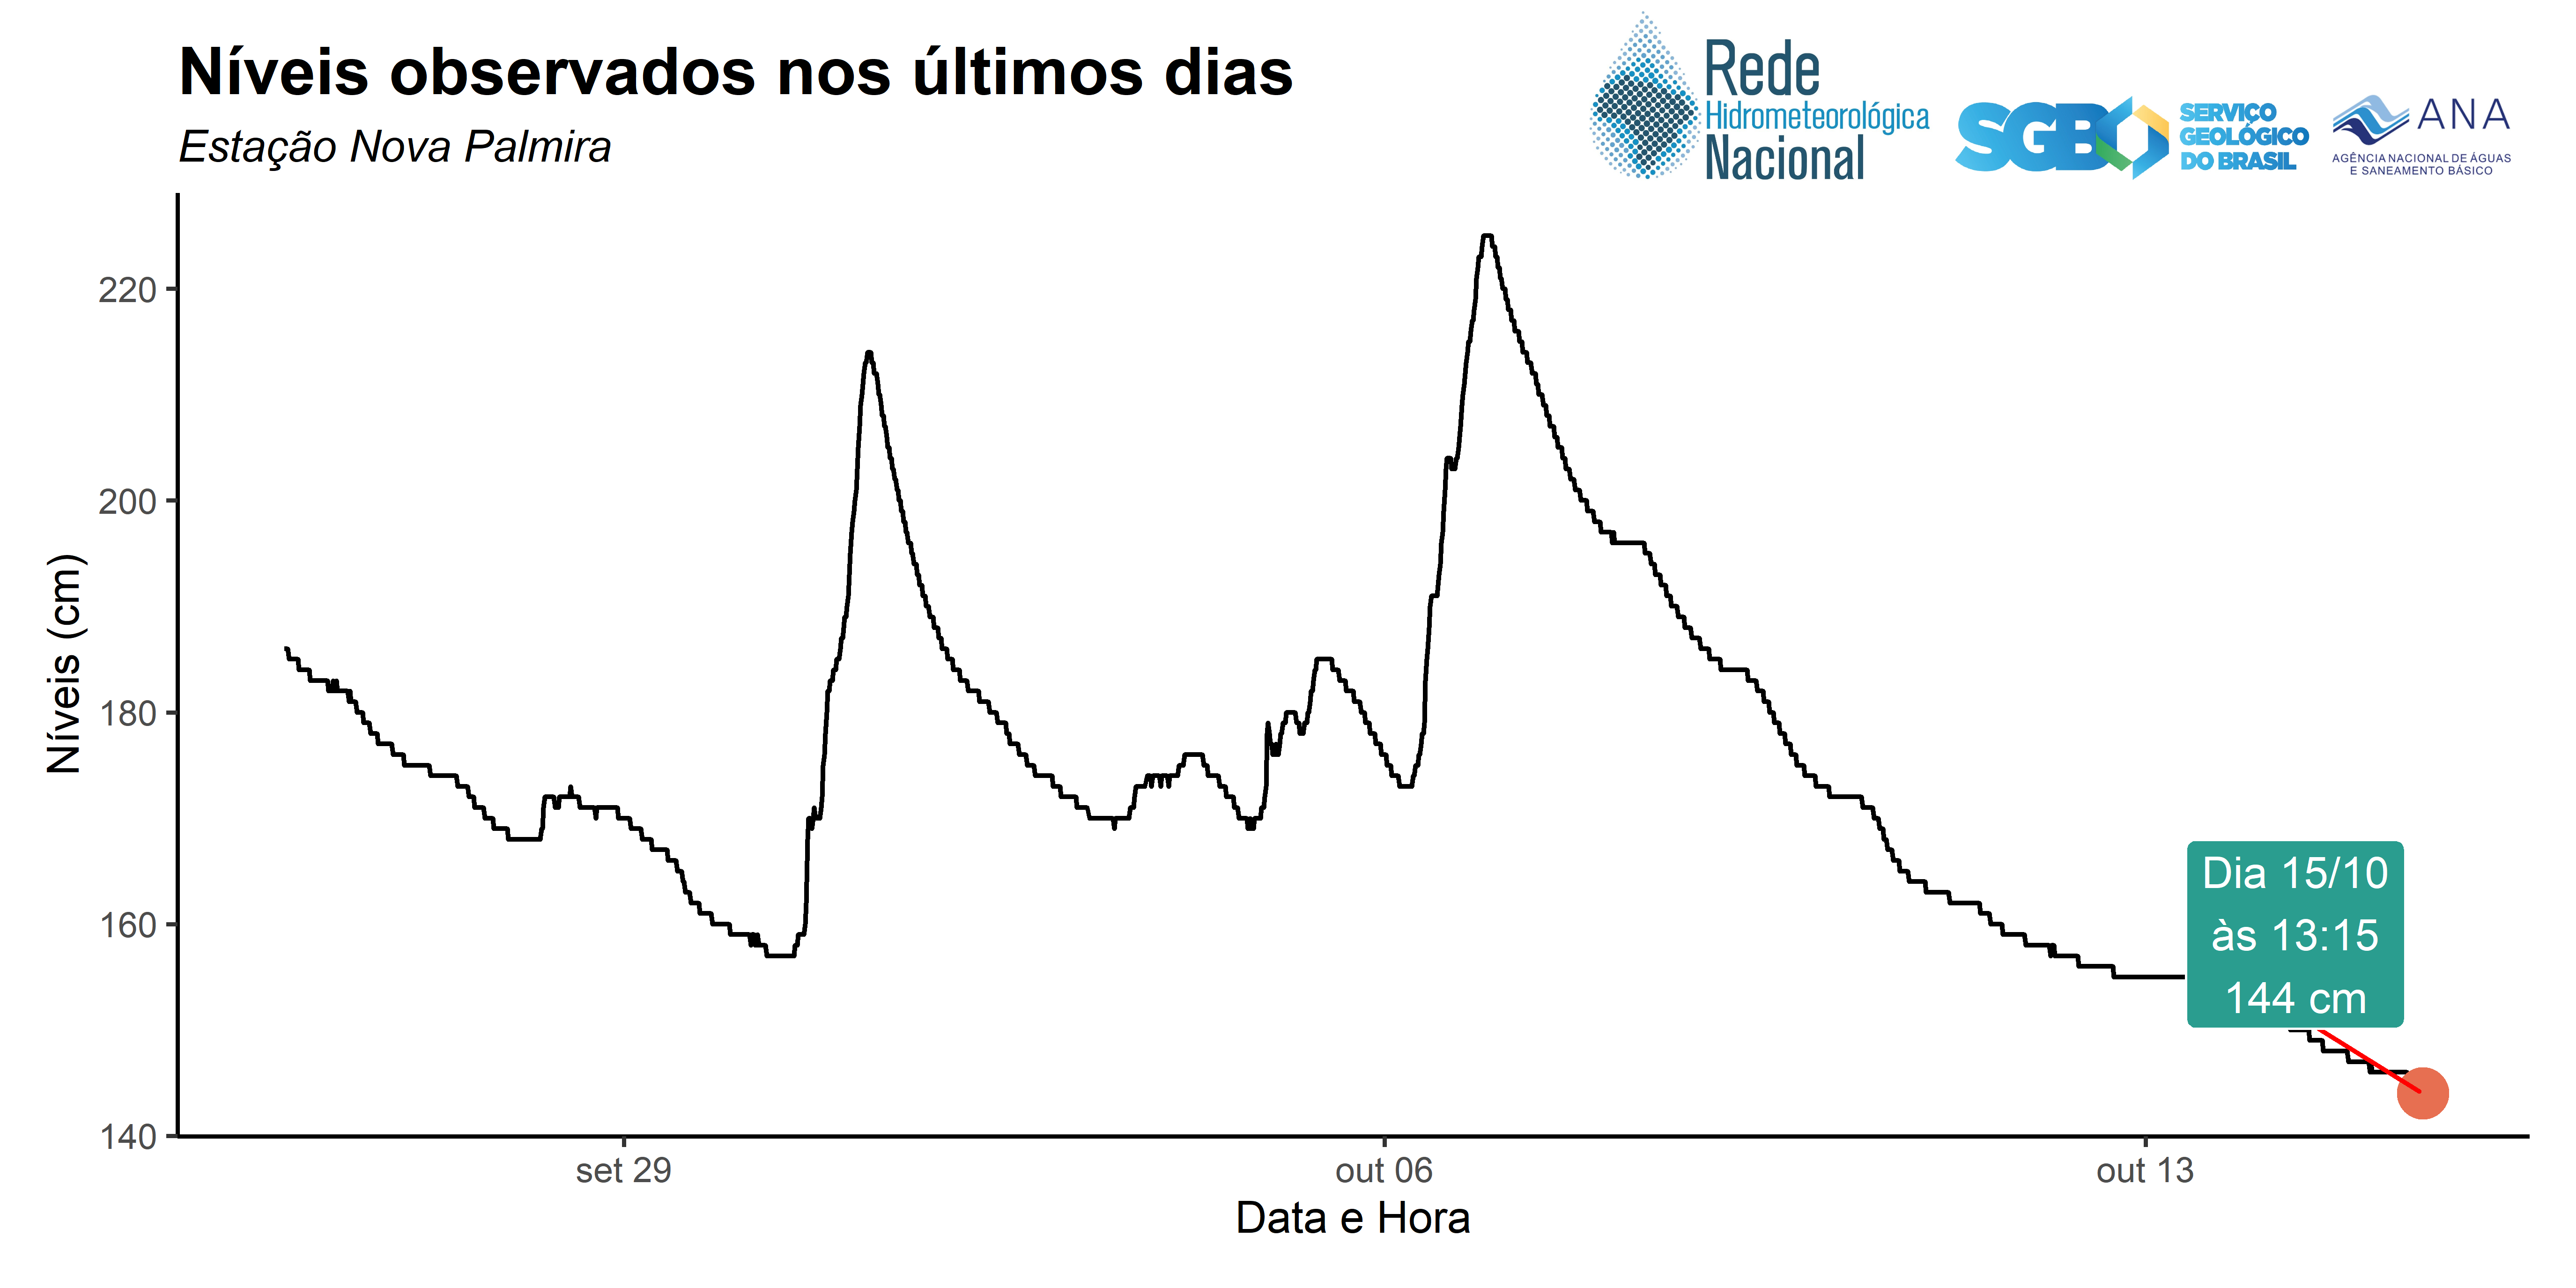 Níveis observados nos últimos dias
Estação Nova Palmira
Rede
Hidrometeorológica
Nacional
SGB
SERVIÇO
GEOLÓGICO
DO BRASIL
ANA
AGÊNCIA NACIONAL DE ÁGUAS
E SANEAMENTO BÁSICO
Níveis (cm)
220
200
180
160
140
Dia 15/10
às 13:15
144 cm
set 29
out 06
out 13
Data e Hora